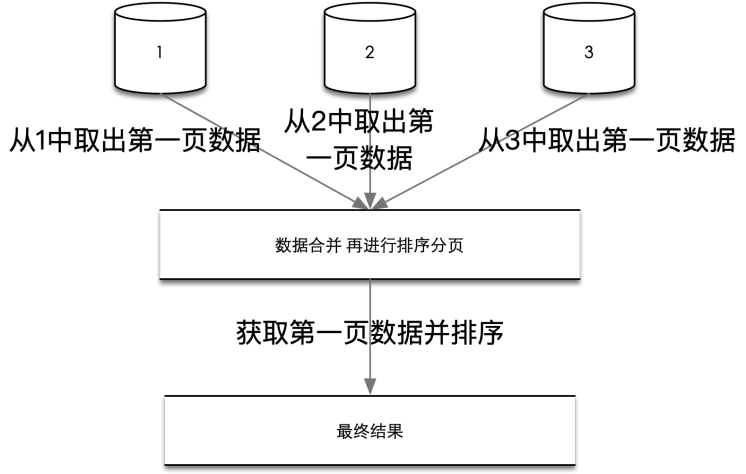 1
2
3
从1中取出第一页数据
从2中取出第
一页数据
从3中取出第一页数据
数据合并 再进行排序分页
获取第一页数据并排序
最终结果